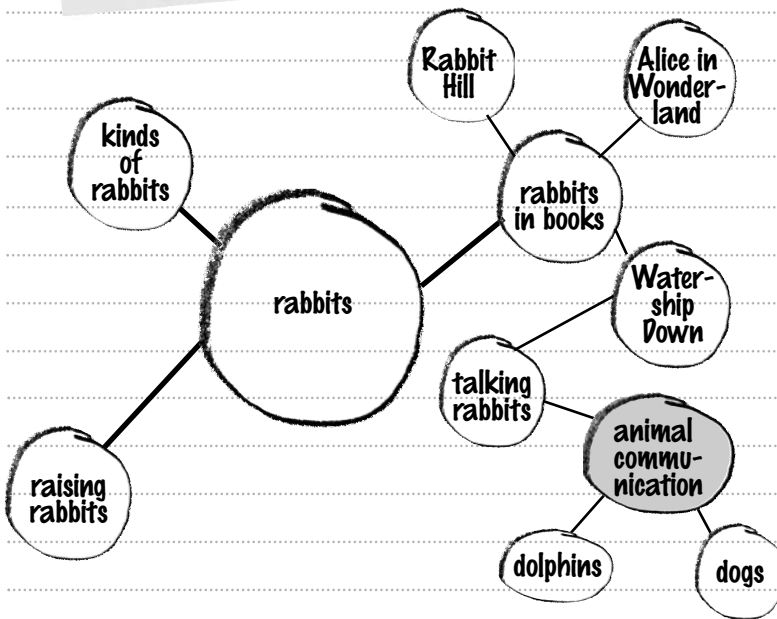 Rabbit
Hill
Alice in
Wonder-
land
kinds
of
rabbits
rabbits
in books
rabbits
Water-
ship
Down
talking
rabbits
animal
commu-
nication
raising
rabbits
dolphins
dogs